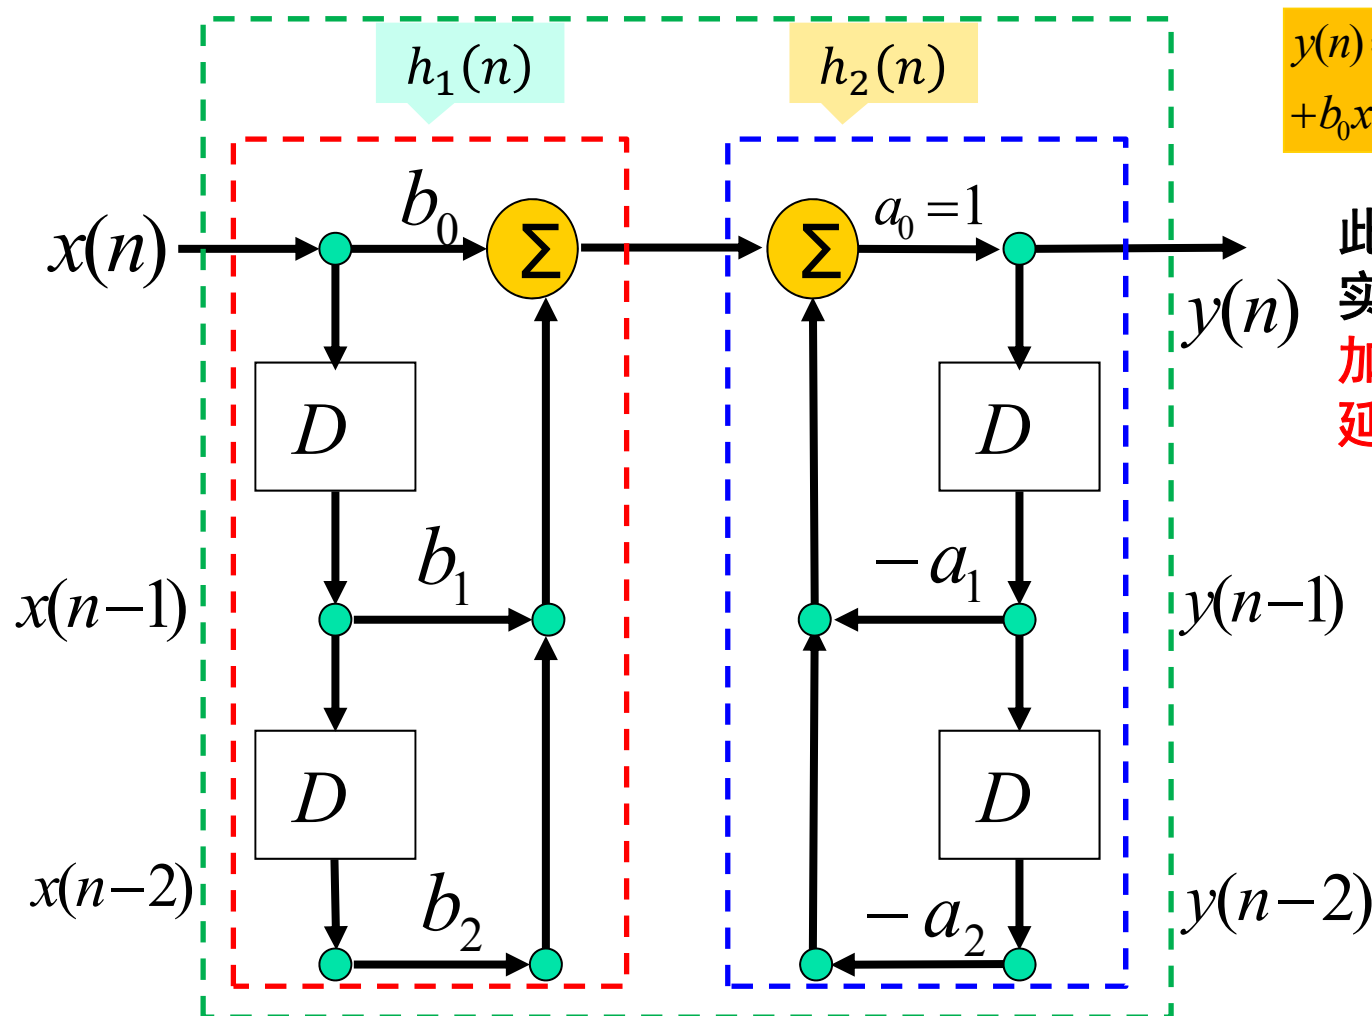 h₁(n)
h₂(n)
y(n)
+b₀x
x(n)
b₀
Σ
Σ
a₀ = 1
y(n)
此
实
加
延
D
D
x(n−1)
b₁
−a₁
y(n−1)
D
D
x(n−2)
b₂
−a₂
y(n−2)